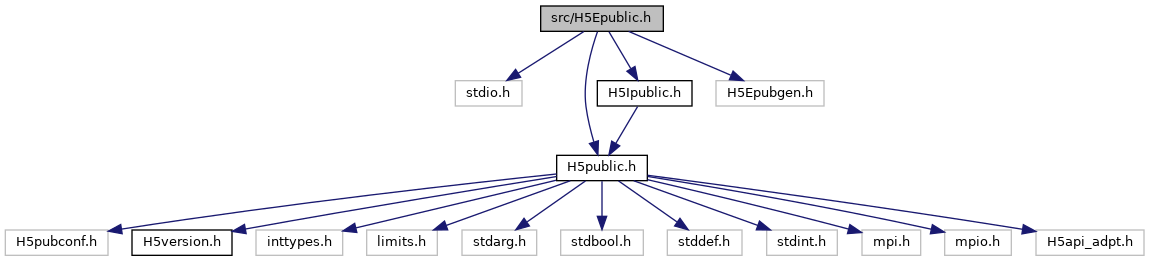 src/H5Epublic.h
stdio.h
H5Ipublic.h
H5Epubgen.h
H5public.h
H5pubconf.h
H5version.h
inttypes.h
limits.h
stdarg.h
stdbool.h
stddef.h
stdint.h
mpi.h
mpio.h
H5api_adpt.h